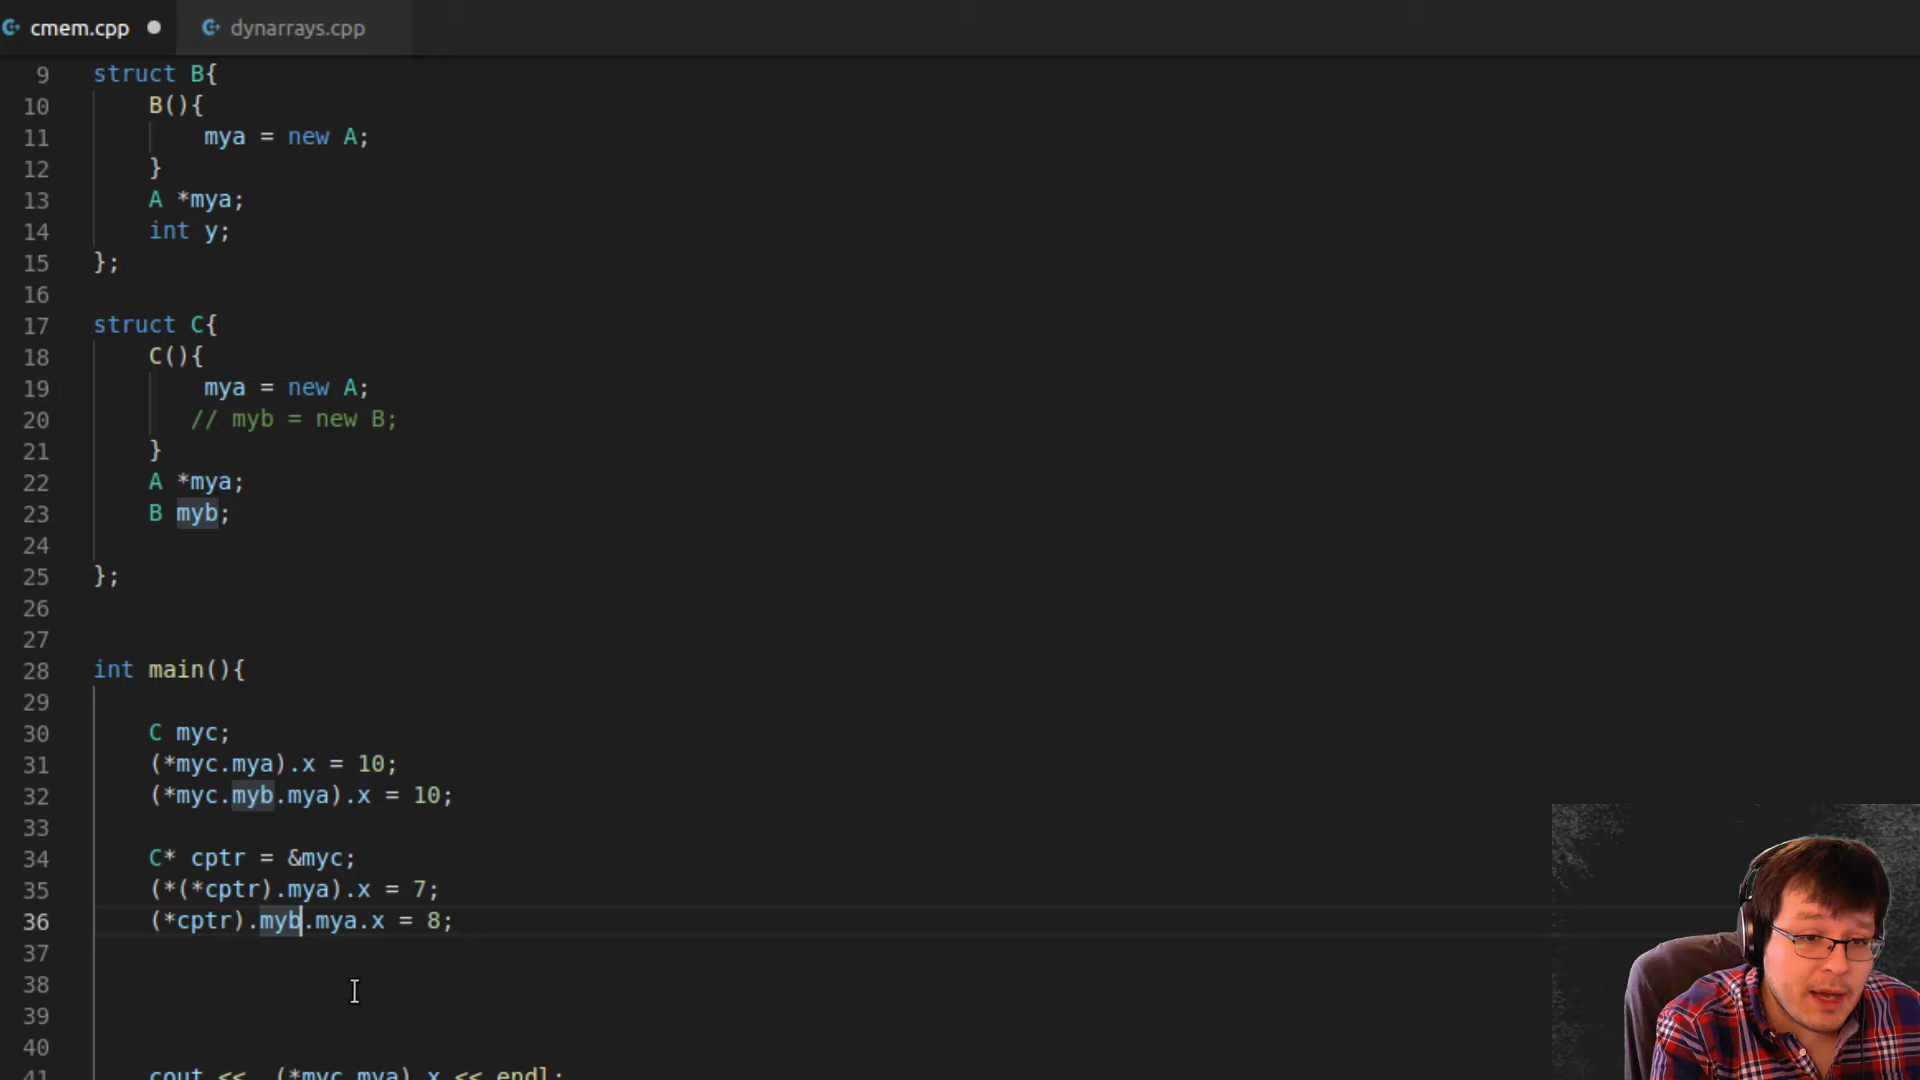 cmem.cpp
dynarrays.cpp
9 struct B{
10 B(){
11 mya = new A;
12 }
13 A *mya;
14 int y;
15 };
16
17 struct C{
18 C(){
19 mya = new A;
20 // myb = new B;
21 }
22 A *mya;
23 B myb;
24
25 };
26
27
28 int main(){
29
30 C myc;
31 (*myc.mya).x = 10;
32 (*myc.myb.mya).x = 10;
33
34 C* cptr = &myc;
35 (*(*cptr).mya).x = 7;
36 (*cptr).myb.mya.x = 8;
37
38
39
40
41 cout << (*myc.mya).x << endl;